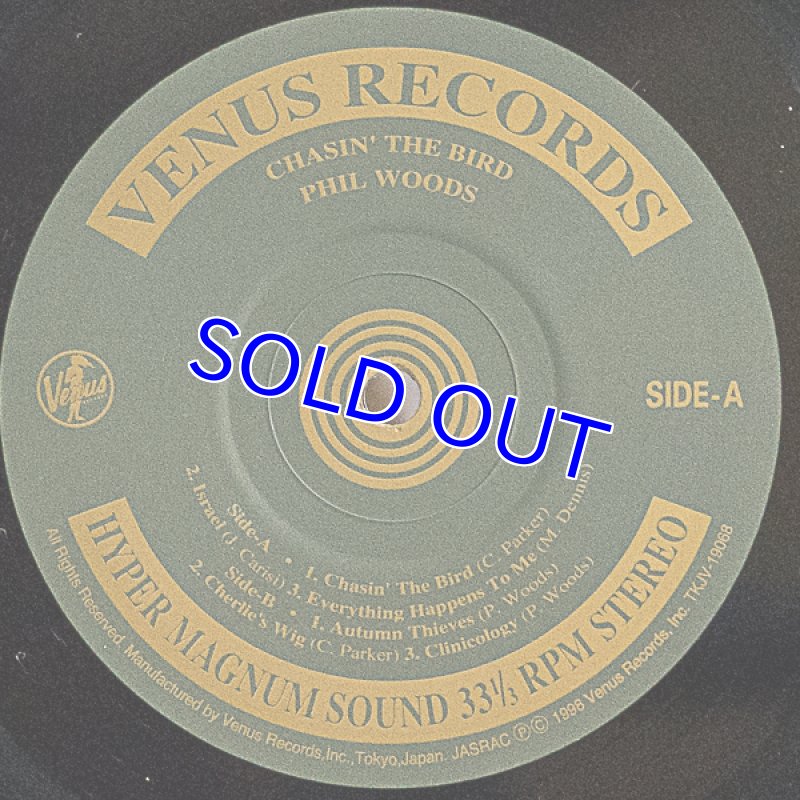 VENUS RECORDS
CHASIN' THE BIRD
PHIL WOODS
Venus
SIDE-A
SOLD OUT
Side-A • 1. Chasin' The Bird (C. Parker)
2. Israel (J. Carisi) 3. Everything Happens To Me (M. Dennis)
Side-B • 1. Autumn Thieves (P. Woods)
2. Cherlie's Wig (C. Parker) 3. Clinicology (P. Woods)
HYPER MAGNUM SOUND 33⅓ RPM STEREO
All Rights Reserved. Manufactured by Venus Records,Inc.,Tokyo,Japan. JASRAC Ⓟ© 1998 Venus Records, Inc. TKJV-19068